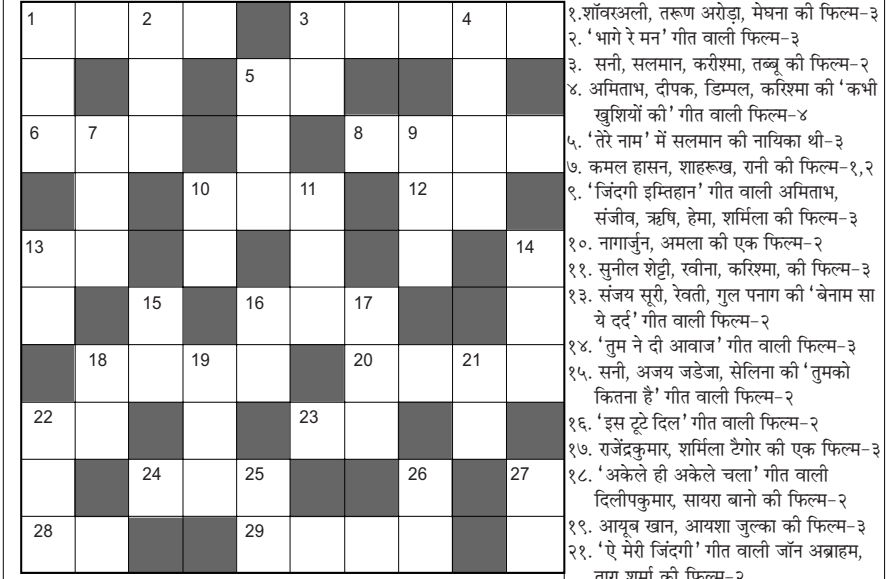 1 2 3 4
5
6 7 8 9
10 11 12
13 14
15 16 17
18 19 20 21
22 23
24 25 26 27
28 29
१.शॉवरअली, तरूण अरोड़ा, मेघना की फिल्म-३
२. 'भागे रे मन' गीत वाली फिल्म-३
३. सनी, सलमान, करीश्मा, तब्बू की फिल्म-२
४. अमिताभ, दीपक, डिम्पल, करिश्मा की 'कभी
खुशियों की' गीत वाली फिल्म-४
५. 'तेरे नाम' में सलमान की नायिका थी-३
७. कमल हासन, शाहरूख, रानी की फिल्म-१,२
९. 'जिंदगी इम्तिहान' गीत वाली अमिताभ,
संजीव, ऋषि, हेमा, शर्मिला की फिल्म-३
१०. नागार्जुन, अमला की एक फिल्म-२
११. सुनील शेट्टी, रवीना, करिश्मा, की फिल्म-३
१३. संजय सूरी, रेवती, गुल पनाग की 'बेनाम सा
ये दर्द' गीत वाली फिल्म-२
१४. 'तुम ने दी आवाज' गीत वाली फिल्म-३
१५. सनी, अजय जडेजा, सेलिना की 'तुमको
कितना है' गीत वाली फिल्म-२
१६. 'इस टूटे दिल' गीत वाली फिल्म-२
१७. राजेंद्रकुमार, शर्मिला टैगोर की एक फिल्म-३
१८. 'अकेले ही अकेले चला' गीत वाली
दिलीपकुमार, सायरा बानो की फिल्म-२
१९. आयूब खान, आयशा जुल्का की फिल्म-३
२१. 'ऐ मेरी जिंदगी' गीत वाली जॉन अब्राहम,
तारा शर्मा की फिल्म-२